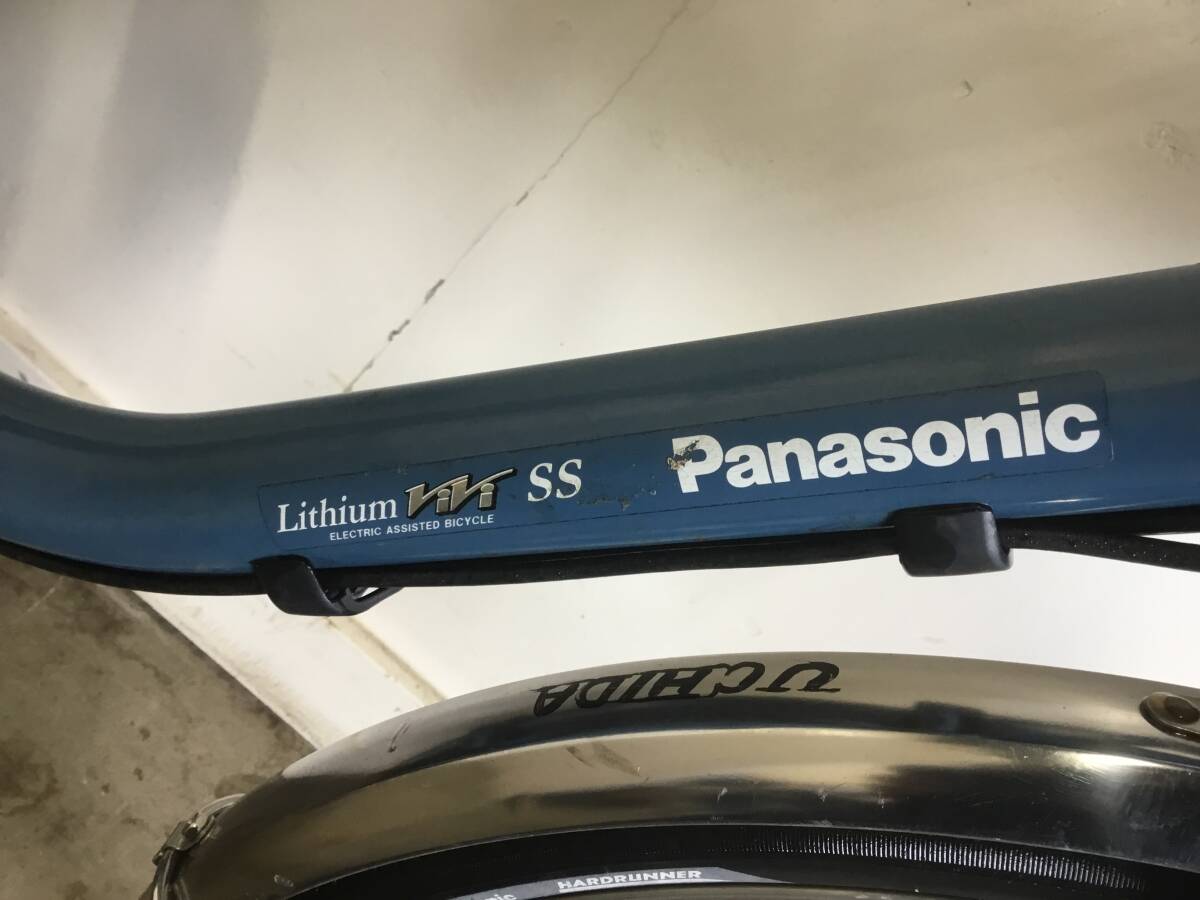 Lithium ViVi SS Panasonic
ELECTRIC ASSISTED BICYCLE
UCHIDA
HARDRUNNER